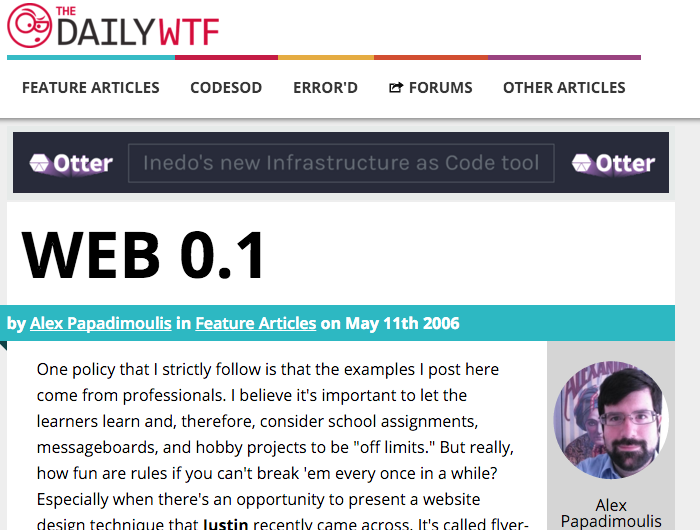 THE
DAILYWTF
FEATURE ARTICLES CODESOD ERROR'D FORUMS OTHER ARTICLES
Otter Inedo's new Infrastructure as Code tool Otter
WEB 0.1
by Alex Papadimoulis in Feature Articles on May 11th 2006
One policy that I strictly follow is that the examples I post here
come from professionals. I believe it's important to let the
learners learn and, therefore, consider school assignments,
messageboards, and hobby projects to be "off limits." But really,
how fun are rules if you can't break 'em every once in a while?
Especially when there's an opportunity to present a website
design technique that Justin recently came across. It's called flyer-
Alex
Papadimoulis